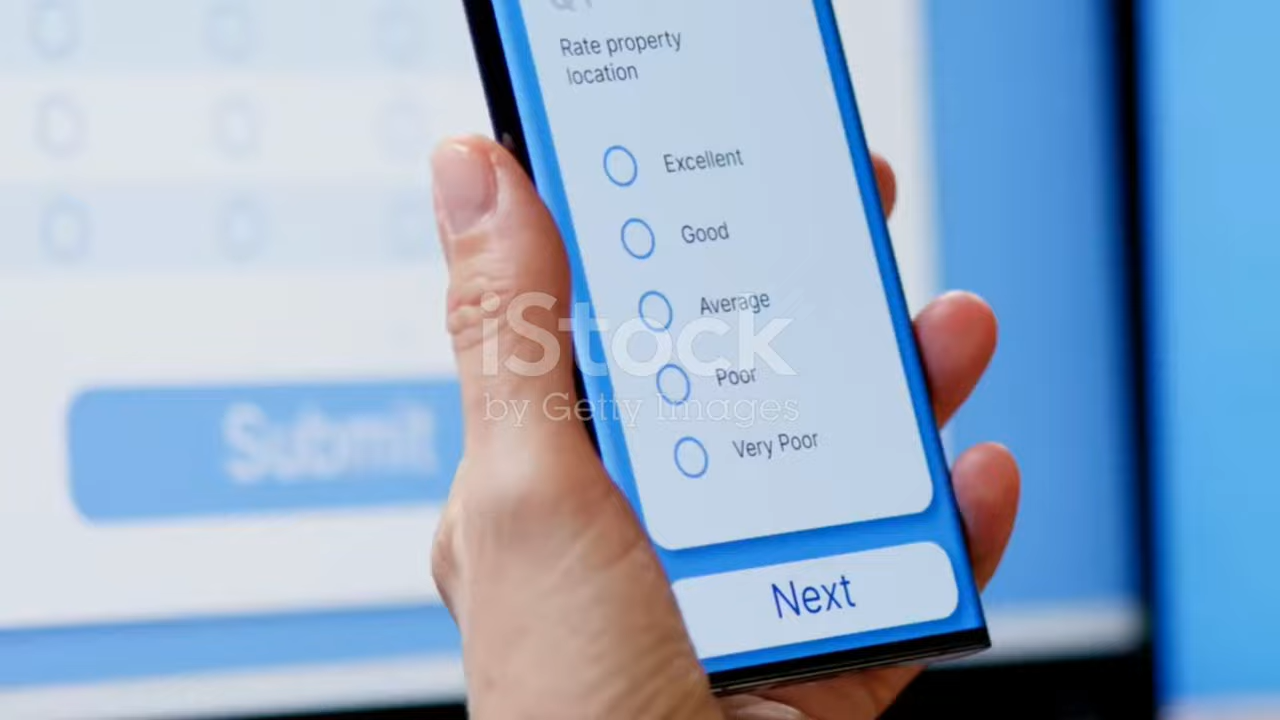 Rate property
location
Excellent
Good
Average
Poor
Very Poor
Next
Submit
iStock
by Getty Images